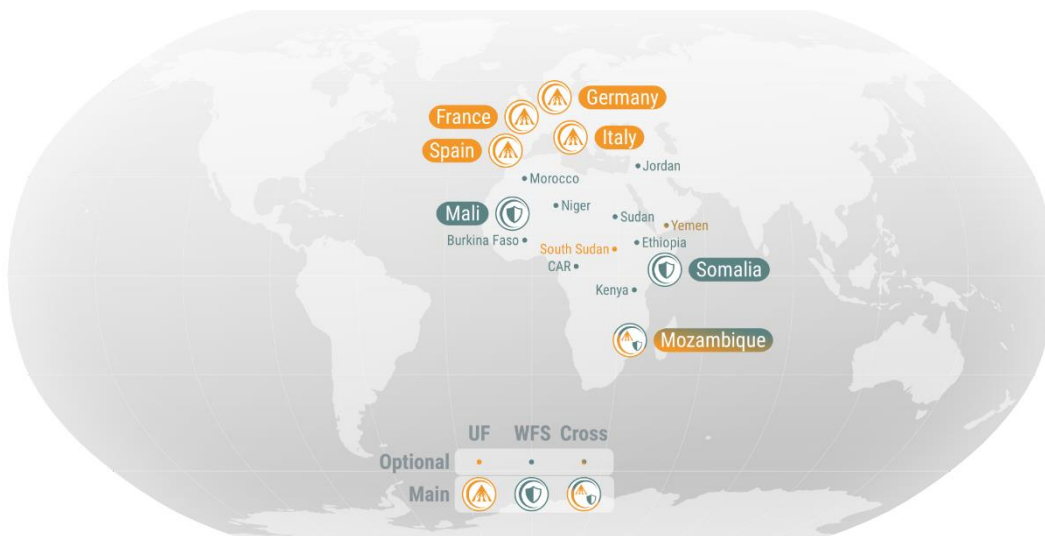 Germany
France
Italy
Spain
Jordan
Morocco
Niger
Mali
Sudan
Yemen
Burkina Faso
Ethiopia
South Sudan
CAR
Somalia
Kenya
Mozambique
UF WFS Cross
Optional
Main